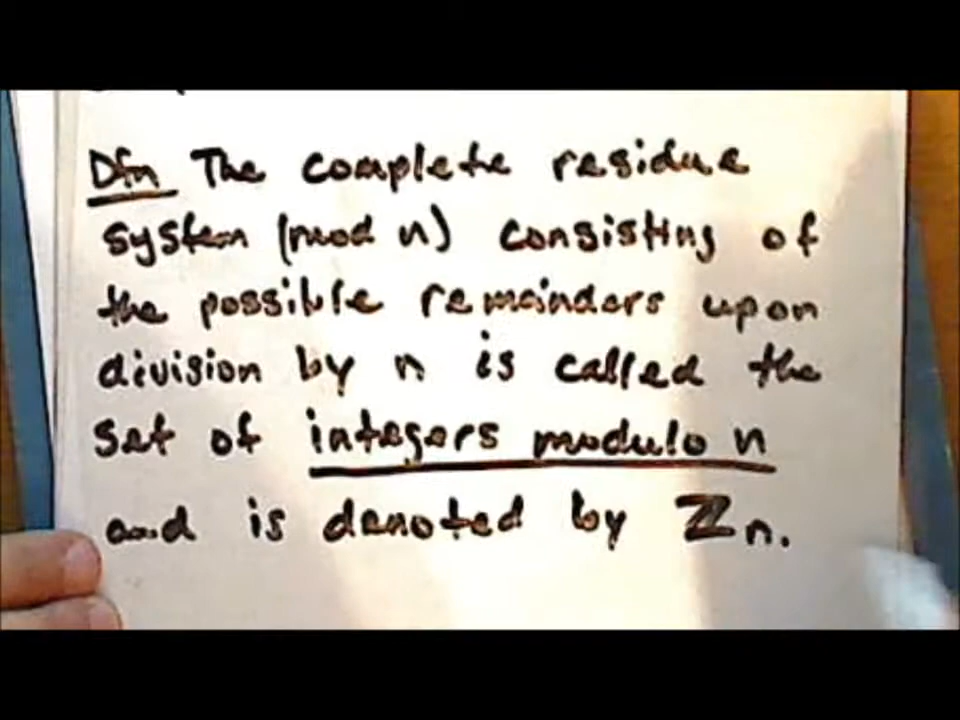 Dfn The complete residue
system (mod n) consisting of
the possible remainders upon
division by n is called the
set of integers modulo n
and is denoted by ℤn.